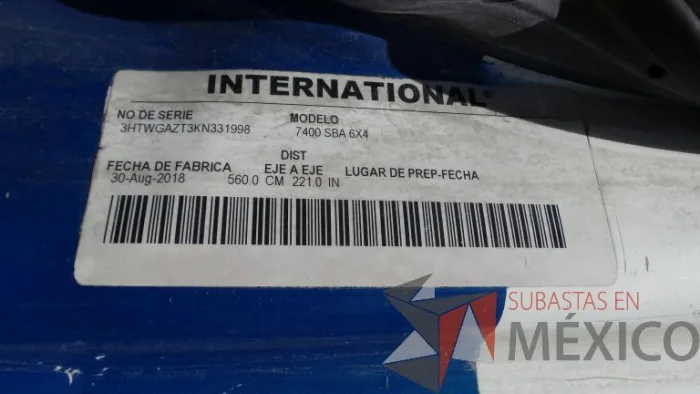 INTERNATIONAL®
NO DE SERIE MODELO
3HTWGAZT3KN331998 7400 SBA 6X4
DIST
FECHA DE FABRICA EJE A EJE LUGAR DE PREP-FECHA
30-Aug-2018 560.0 CM 221.0 IN
SUBASTAS EN
MÉXICO